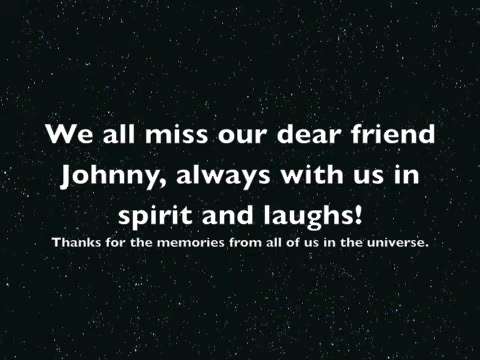 We all miss our dear friend
Johnny, always with us in
spirit and laughs!
Thanks for the memories from all of us in the universe.